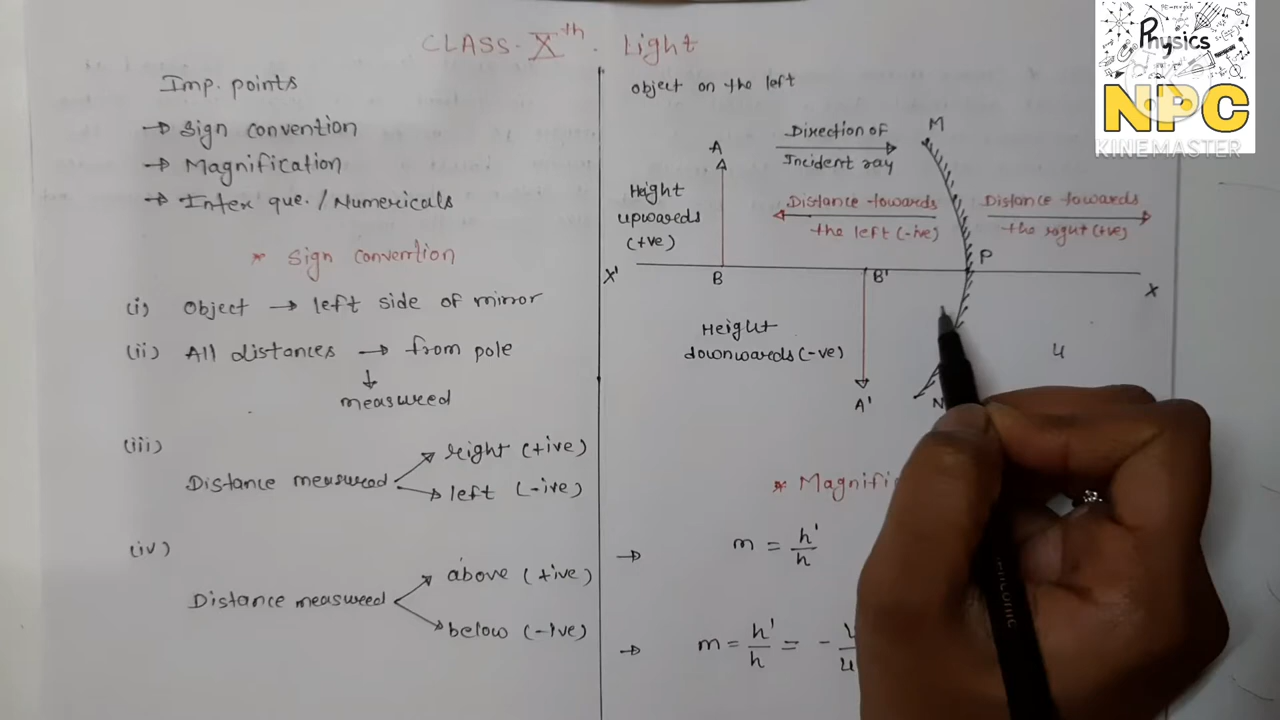 CLASS-Xth. Light
Imp. points
→ Sign convention
→ Magnification
→ Intex que. / Numericals
* Sign convention
(i) Object → left side of mirror
(ii) All distances → from pole
↓
measured
(iii)
Distance measured
right (+ive)
left (-ive)
(iv)
Distance measured
above (+ive)
below (-ive)
object on the left
Direction of
Incident ray
M
A
Height
upwards
(+ve)
Distance towards
the left (-ive)
Distance towards
the right (+ve)
P
X'
B
B'
X
Height
downwards (-ve)
A'
N
u
* Magnifi
→ m = h'/h
→ m = h'/h = -
u
Physics
NPC
KINEMASTER